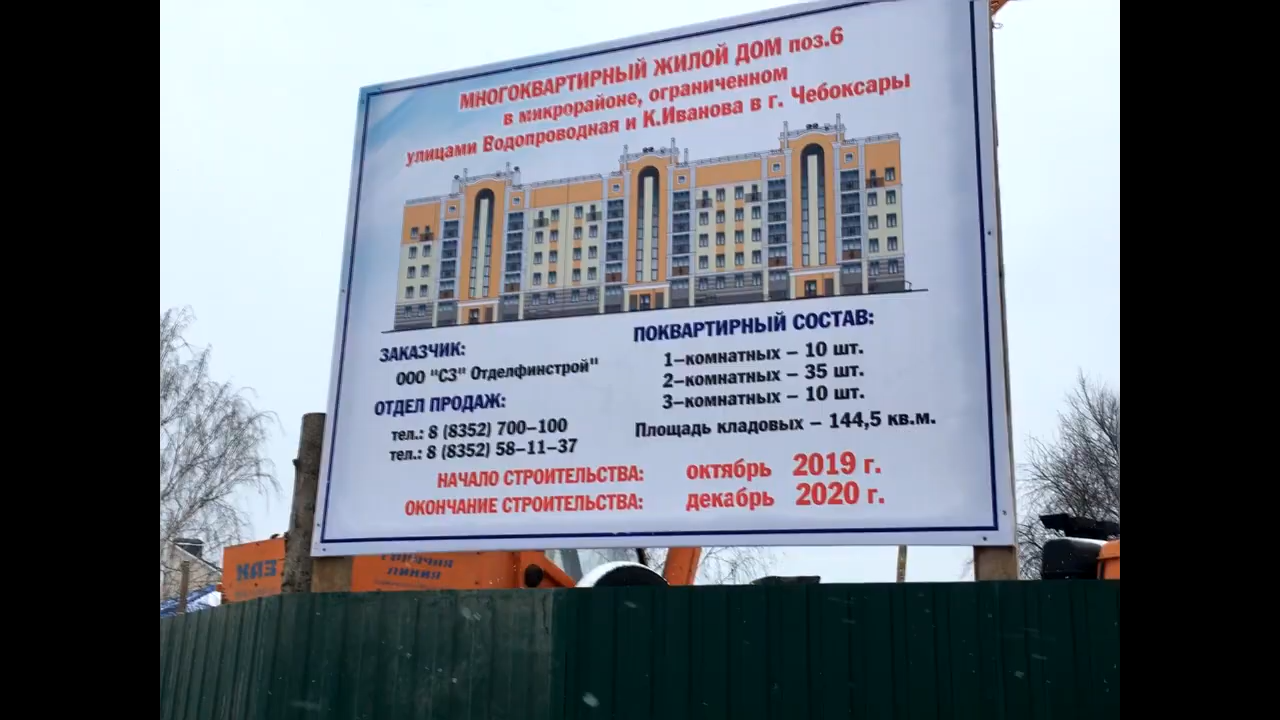 МНОГОКВАРТИРНЫЙ ЖИЛОЙ ДОМ поз.6
в микрорайоне, ограниченном
улицами Водопроводная и К.Иванова в г. Чебоксары
ЗАКАЗЧИК:
ООО "СЗ" Отделфинстрой"
ОТДЕЛ ПРОДАЖ:
тел.: 8 (8352) 700–100
тел.: 8 (8352) 58–11–37
ПОКВАРТИРНЫЙ СОСТАВ:
1–комнатных – 10 шт.
2–комнатных – 35 шт.
3–комнатных – 10 шт.
Площадь кладовых – 144,5 кв.м.
НАЧАЛО СТРОИТЕЛЬСТВА: октябрь 2019 г.
ОКОНЧАНИЕ СТРОИТЕЛЬСТВА: декабрь 2020 г.
горячая
линия